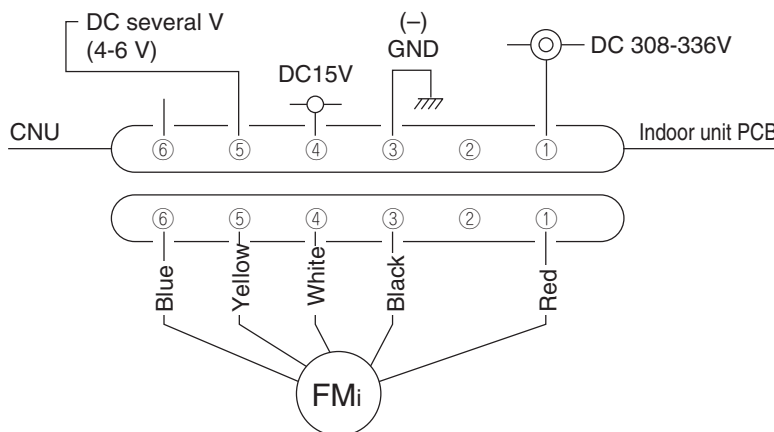 DC several V
(4-6 V)
(–)
GND
DC15V
DC 308-336V
CNU
⑥ ⑤ ④ ③ ② ①
Indoor unit PCB
⑥ ⑤ ④ ③ ② ①
Blue
Yellow
White
Black
Red
FMi